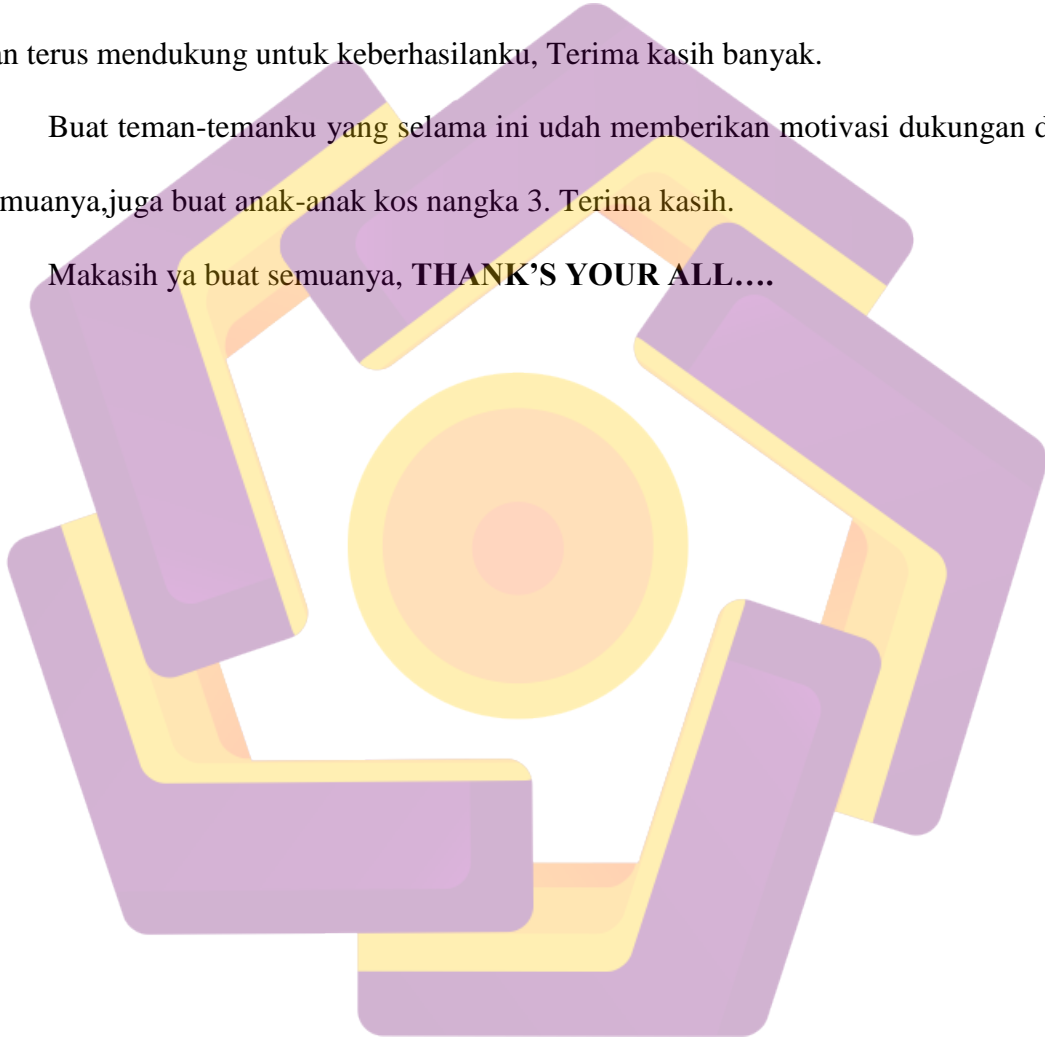 an terus mendukung untuk keberhasilanku, Terima kasih banyak.
Buat teman-temanku yang selama ini udah memberikan motivasi dukungan d
muanya,juga buat anak-anak kos nangka 3. Terima kasih.
Makasih ya buat semuanya, THANK’S YOUR ALL….